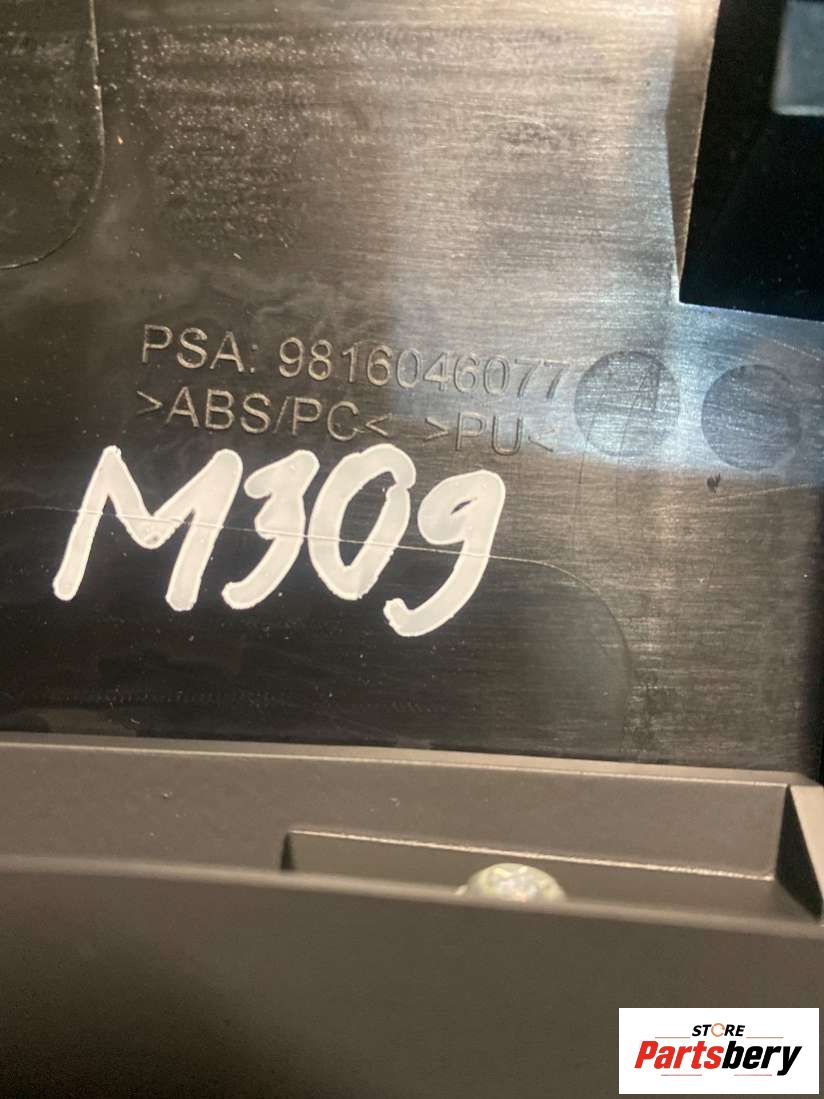 PSA: 9816046077
>ABS/PC< >PU<
M309
STORE
Partsbery